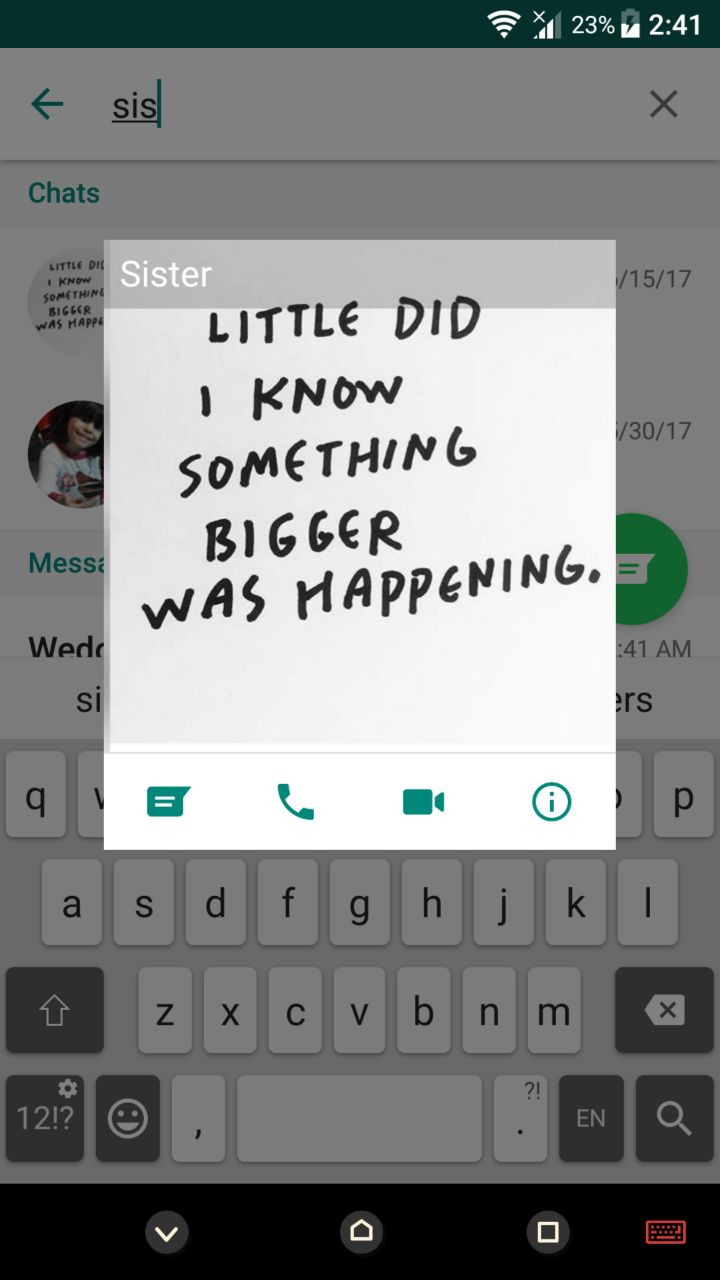 23% 2:41
sis
Chats
Sister
LITTLE DID
I KNOW
SOMETHING
BIGGER
WAS HAPPENING.
LITTLE DID
I KNOW
SOMETHING
BIGGER
WAS HAPPE
/15/17
/30/17
Messa
Wedd
:41 AM
si
ers
q w o p
a s d f g h j k l
z x c v b n m
12!? , ?! . EN